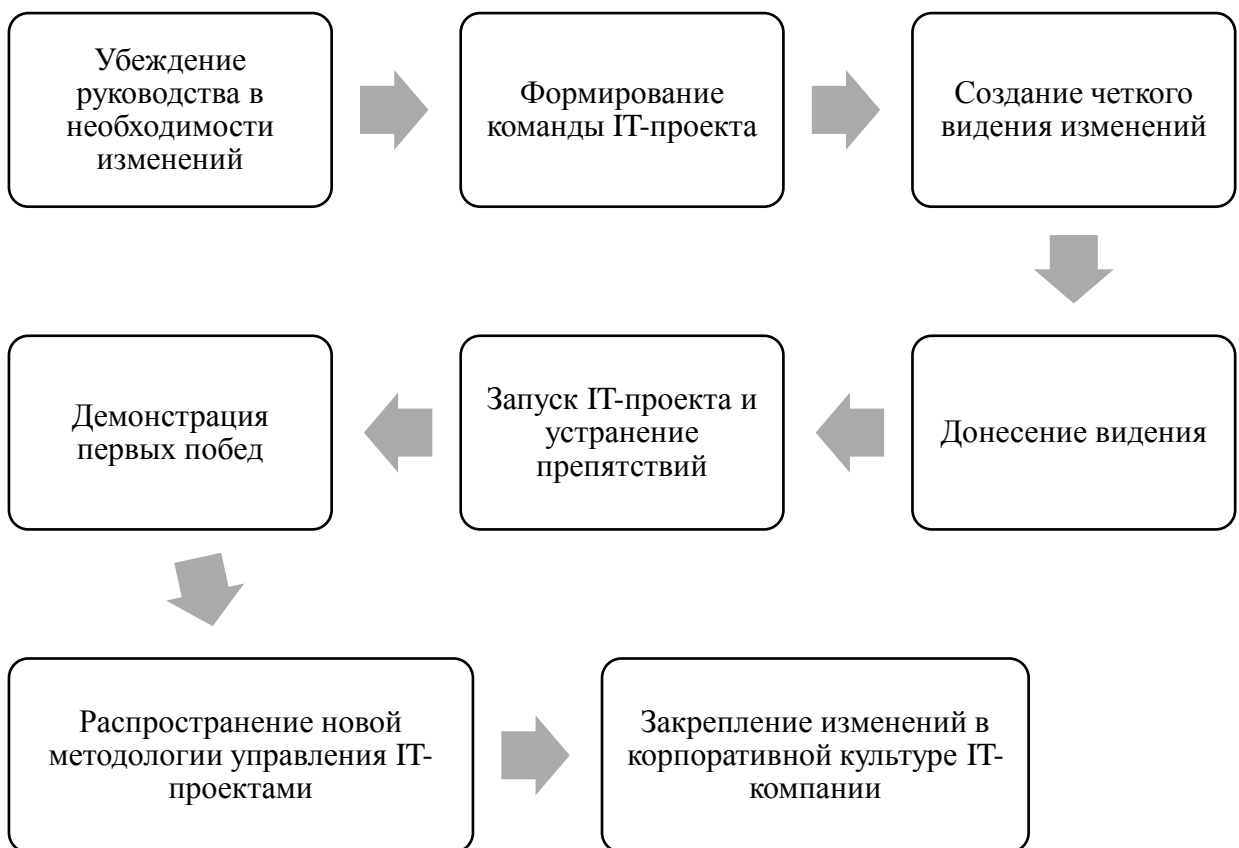 Убеждение
руководства в
необходимости
изменений
Формирование
команды IT-проекта
Создание четкого
видения изменений
Донесение видения
Запуск IT-проекта и
устранение
препятствий
Демонстрация
первых побед
Распространение новой
методологии управления IT-
проектами
Закрепление изменений в
корпоративной культуре IT-
компании